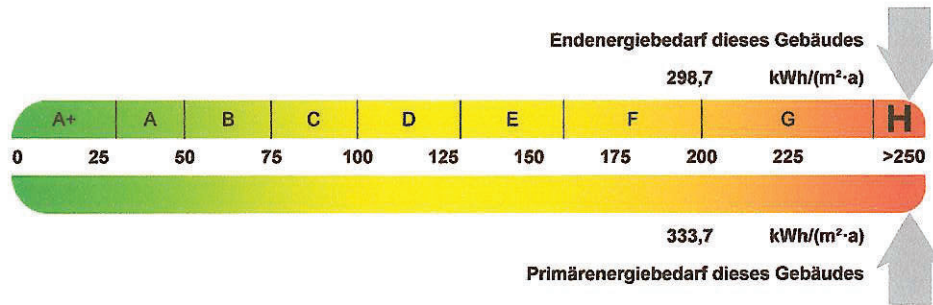 Endenergiebedarf dieses Gebäudes
298,7 kWh/(m²·a)
A+ A B C D E F G H
0 25 50 75 100 125 150 175 200 225 >250
333,7 kWh/(m²·a)
Primärenergiebedarf dieses Gebäudes